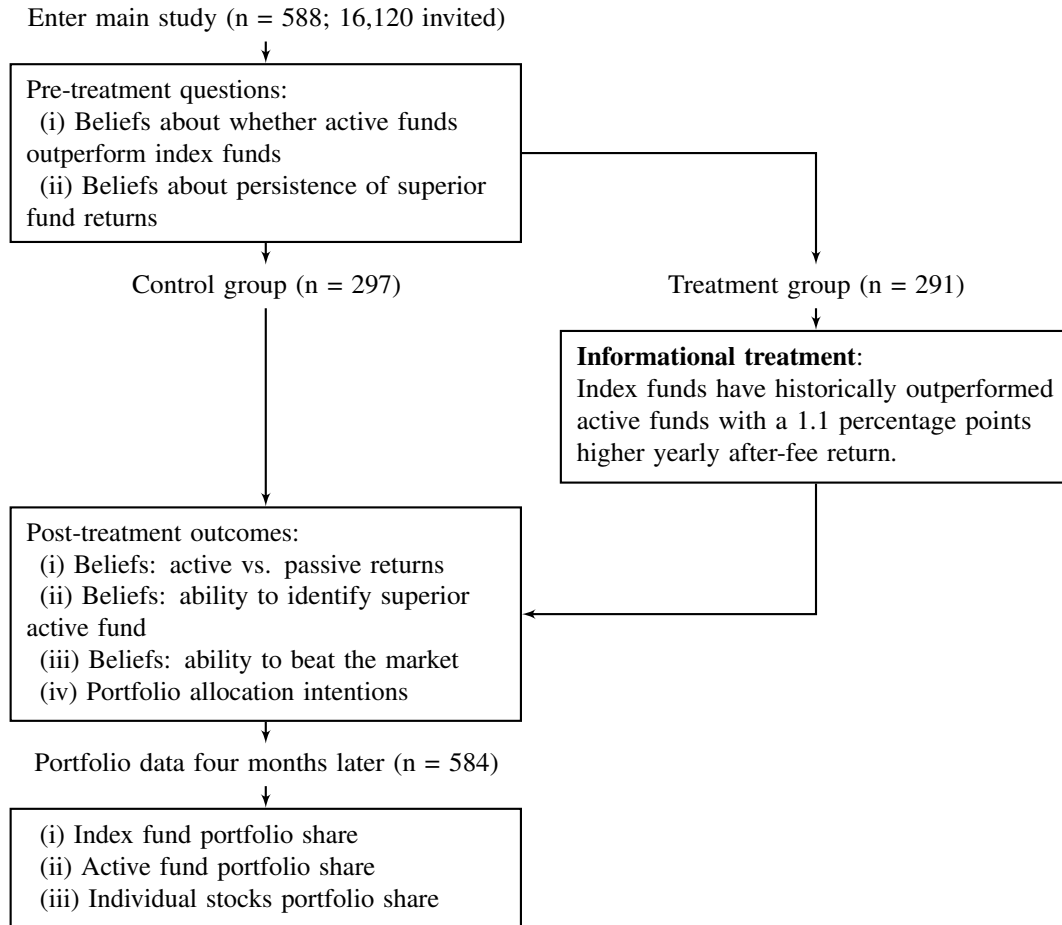 Enter main study (n = 588; 16,120 invited)
Pre-treatment questions:
(i) Beliefs about whether active funds
outperform index funds
(ii) Beliefs about persistence of superior
fund returns
Control group (n = 297)
Treatment group (n = 291)
Informational treatment:
Index funds have historically outperformed
active funds with a 1.1 percentage points
higher yearly after-fee return.
Post-treatment outcomes:
(i) Beliefs: active vs. passive returns
(ii) Beliefs: ability to identify superior
active fund
(iii) Beliefs: ability to beat the market
(iv) Portfolio allocation intentions
Portfolio data four months later (n = 584)
(i) Index fund portfolio share
(ii) Active fund portfolio share
(iii) Individual stocks portfolio share